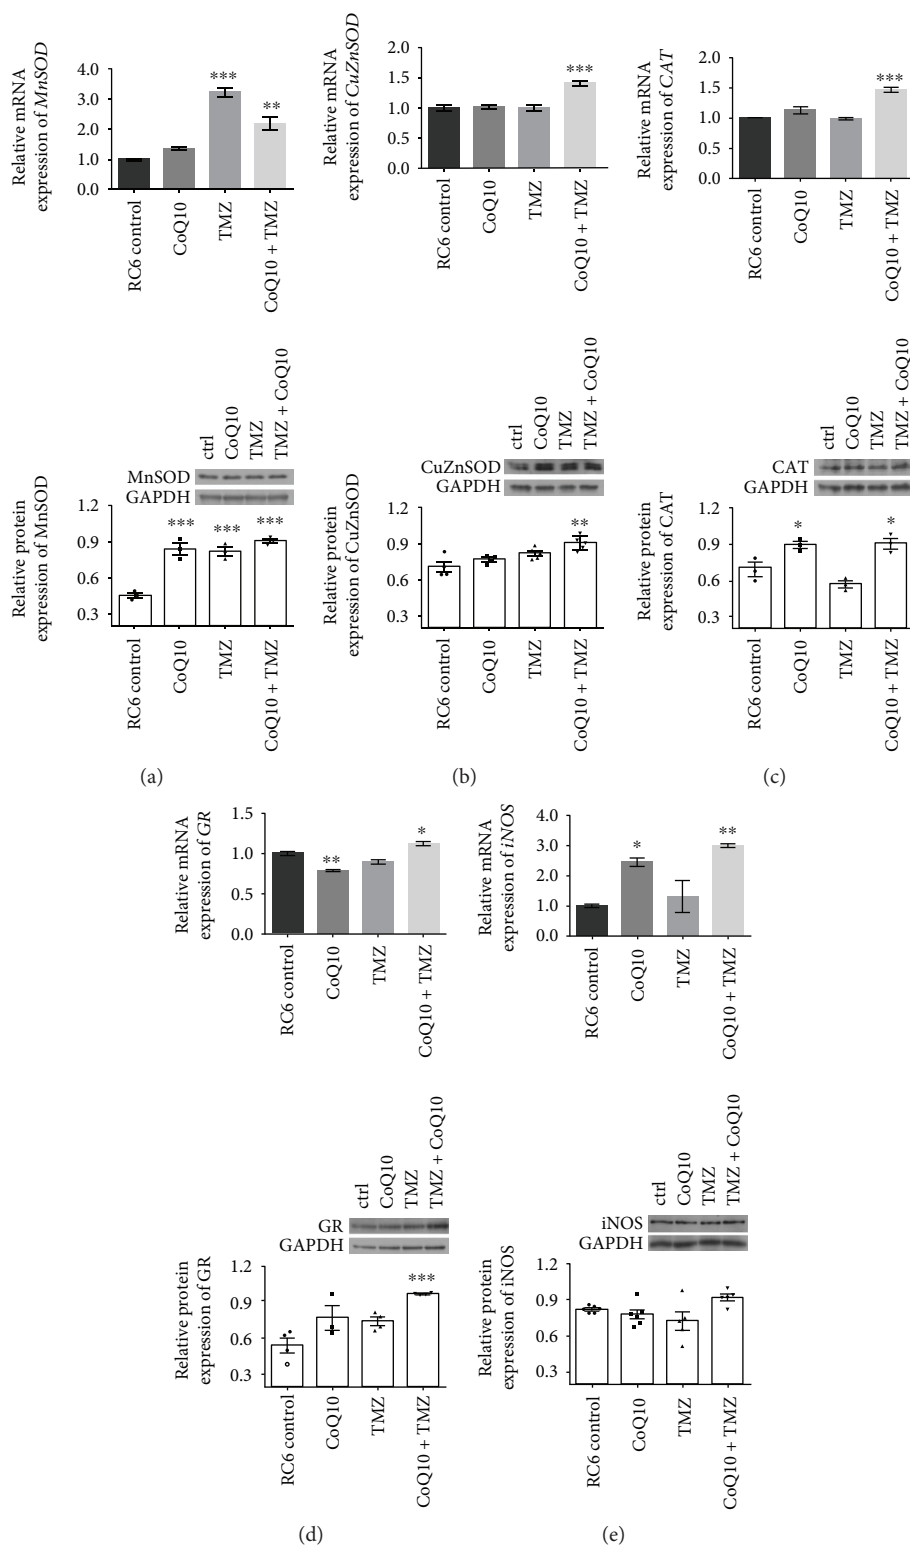 Relative mRNA
expression of MnSOD
4.0
3.0
2.0
1.0
0.0
***
**
RC6 control
CoQ10
TMZ
CoQ10 + TMZ
Relative mRNA
expression of CuZnSOD
2.0
1.5
1.0
0.5
0.0
***
RC6 control
CoQ10
TMZ
CoQ10 + TMZ
Relative mRNA
expression of CAT
2.0
1.5
1.0
0.5
0.0
***
RC6 control
CoQ10
TMZ
CoQ10 + TMZ
ctrl
CoQ10
TMZ
TMZ + CoQ10
MnSOD
GAPDH
Relative protein
expression of MnSOD
1.2
0.9
0.6
0.3
***
***
***
RC6 control
CoQ10
TMZ
CoQ10 + TMZ
(a)
ctrl
CoQ10
TMZ
TMZ + CoQ10
CuZnSOD
GAPDH
Relative protein
expression of CuZnSOD
1.2
0.9
0.6
0.3
**
RC6 control
CoQ10
TMZ
CoQ10 + TMZ
(b)
ctrl
CoQ10
TMZ
TMZ + CoQ10
CAT
GAPDH
Relative protein
expression of CAT
1.2
0.9
0.6
0.3
*
*
RC6 control
CoQ10
TMZ
CoQ10 + TMZ
(c)
Relative mRNA
expression of GR
1.5
1.0
0.5
0.0
**
*
RC6 control
CoQ10
TMZ
CoQ10 + TMZ
Relative mRNA
expression of iNOS
4.0
3.0
2.0
1.0
0.0
*
**
RC6 control
CoQ10
TMZ
CoQ10 + TMZ
ctrl
CoQ10
TMZ
TMZ + CoQ10
GR
GAPDH
Relative protein
expression of GR
1.2
0.9
0.6
0.3
***
RC6 control
CoQ10
TMZ
CoQ10 + TMZ
(d)
ctrl
CoQ10
TMZ
TMZ + CoQ10
iNOS
GAPDH
Relative protein
expression of iNOS
1.2
0.9
0.6
0.3
RC6 control
CoQ10
TMZ
CoQ10 + TMZ
(e)